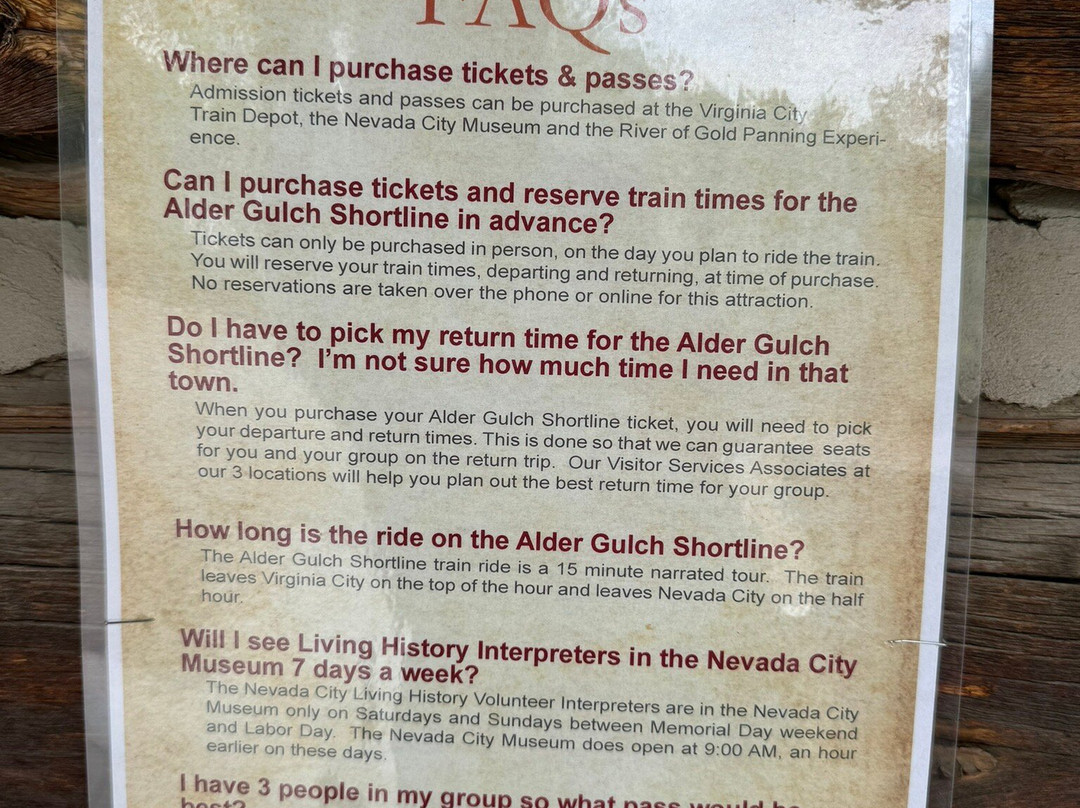 FAQs
Where can I purchase tickets & passes?
Admission tickets and passes can be purchased at the Virginia City
Train Depot, the Nevada City Museum and the River of Gold Panning Experi-
ence.
Can I purchase tickets and reserve train times for the
Alder Gulch Shortline in advance?
Tickets can only be purchased in person, on the day you plan to ride the train.
You will reserve your train times, departing and returning, at time of purchase.
No reservations are taken over the phone or online for this attraction.
Do I have to pick my return time for the Alder Gulch
Shortline?  I'm not sure how much time I need in that
town.
When you purchase your Alder Gulch Shortline ticket, you will need to pick
your departure and return times. This is done so that we can guarantee seats
for you and your group on the return trip.  Our Visitor Services Associates at
our 3 locations will help you plan out the best return time for your group.
How long is the ride on the Alder Gulch Shortline?
The Alder Gulch Shortline train ride is a 15 minute narrated tour.  The train
leaves Virginia City on the top of the hour and leaves Nevada City on the half
hour.
Will I see Living History Interpreters in the Nevada City
Museum 7 days a week?
The Nevada City Living History Volunteer Interpreters are in the Nevada City
Museum only on Saturdays and Sundays between Memorial Day weekend
and Labor Day.  The Nevada City Museum does open at 9:00 AM, an hour
earlier on these days.
I have 3 people in my group so what pass would be
best?